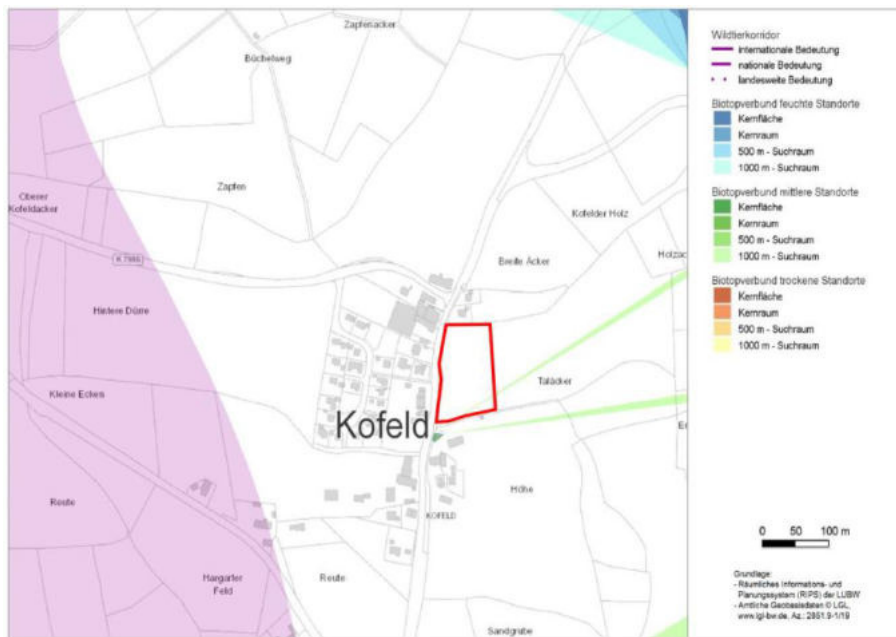 Zapfenacker
Büchelweg
Zapfen
Oberer
Kofeldacker
Kofelder Holz
Breite Äcker
Hintere Dürre
Kleine Eckers
Taläcker
Kofeld
Höhe
Reute
KOFELD
Hargarter
Feld
Reute
Sandgrube
Wildtierkorridor
internationale Bedeutung
nationale Bedeutung
landesweite Bedeutung
Biotopverbund feuchte Standorte
Kernfläche
Kernraum
500 m - Suchraum
1000 m - Suchraum
Biotopverbund mittlere Standorte
Kernfläche
Kernraum
500 m - Suchraum
1000 m - Suchraum
Biotopverbund trockene Standorte
Kernfläche
Kernraum
500 m - Suchraum
1000 m - Suchraum
0 50 100 m
Grundlage:
- Räumliches Informations- und
Planungssystem (RIPS) der LUBW
- Amtliche Geobasisdaten © LGL,
www.lgl-bw.de, Az.: 2851.9-1/19